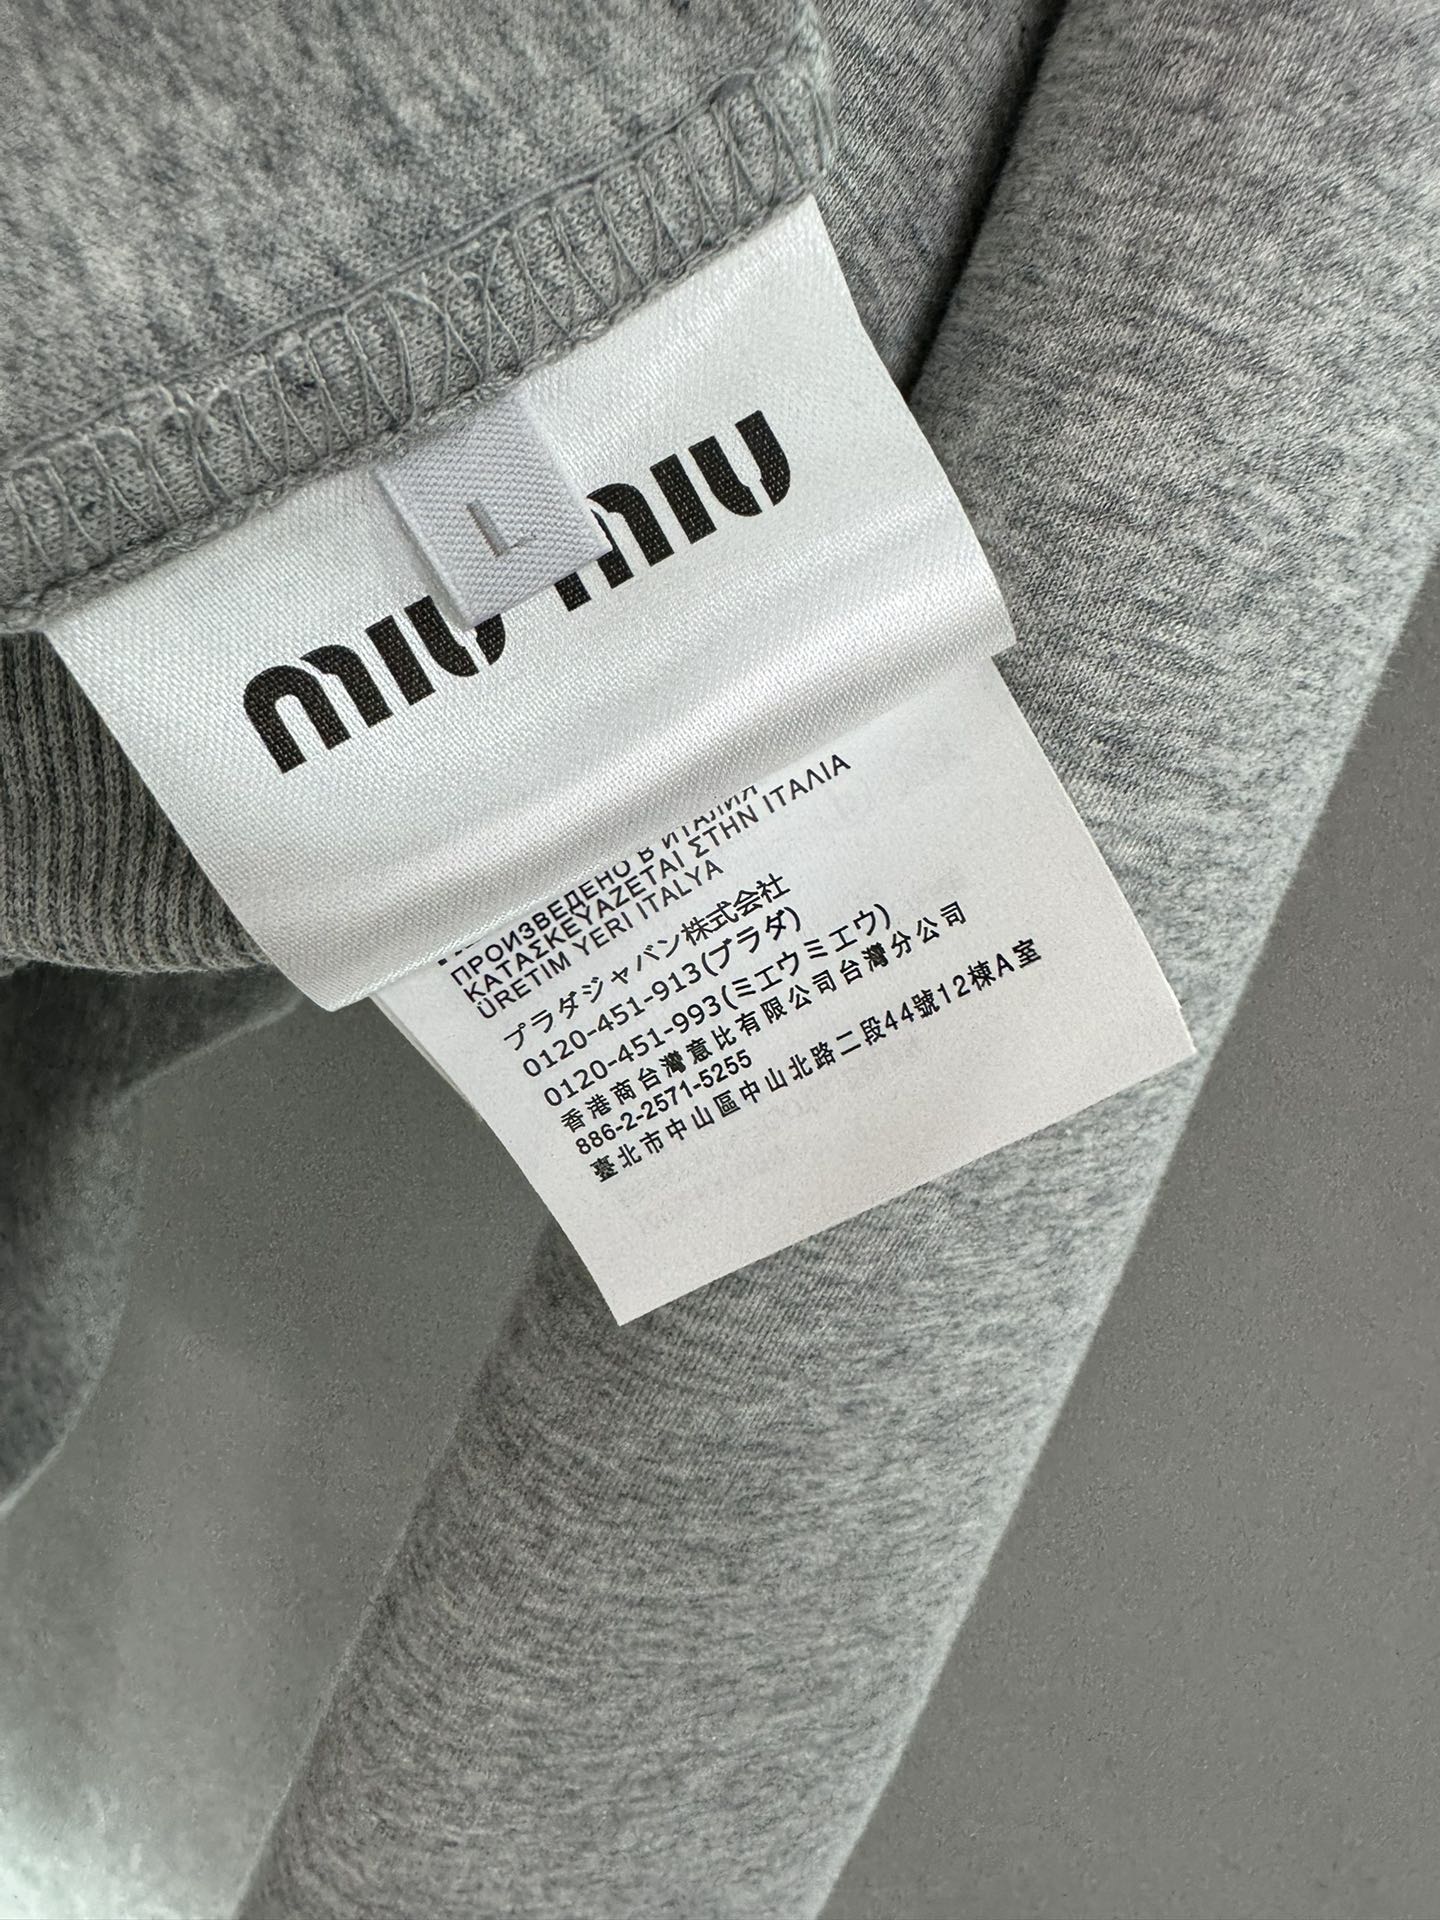 L
miu miu
ПРОИЗВЕДЕНО В ИТАЛИЯ
ΚΑΤΑΣΚΕΥΑΖΕΤΑΙ ΣΤΗΝ ΙΤΑΛΙΑ
ÜRETIM YERI ITALYA
プラダジャパン株式会社
0120-451-913(プラダ)
0120-451-993(ミエウミエウ)
香港商台灣意比有限公司台灣分公司
886-2-2571-5255
臺北市中山區中山北路二段44號12棟A室